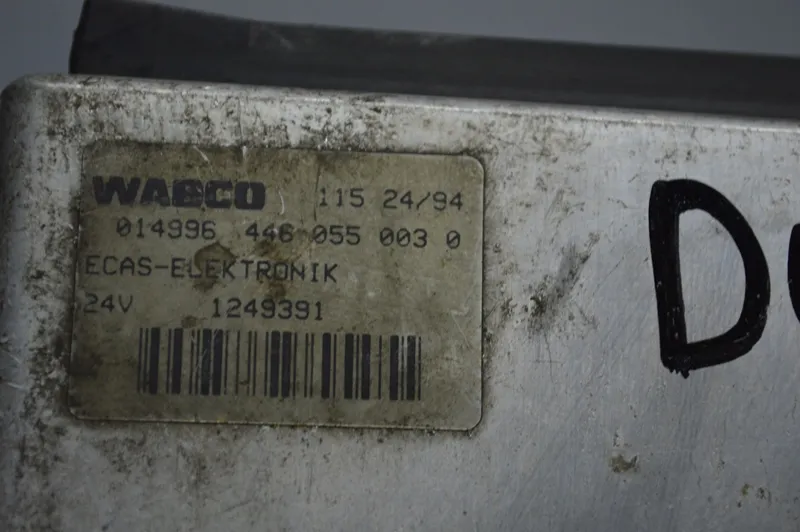 WABCO 115 24/94
014996 446 055 003 0
ECAS-ELEKTRONIK
24V 1249391
D